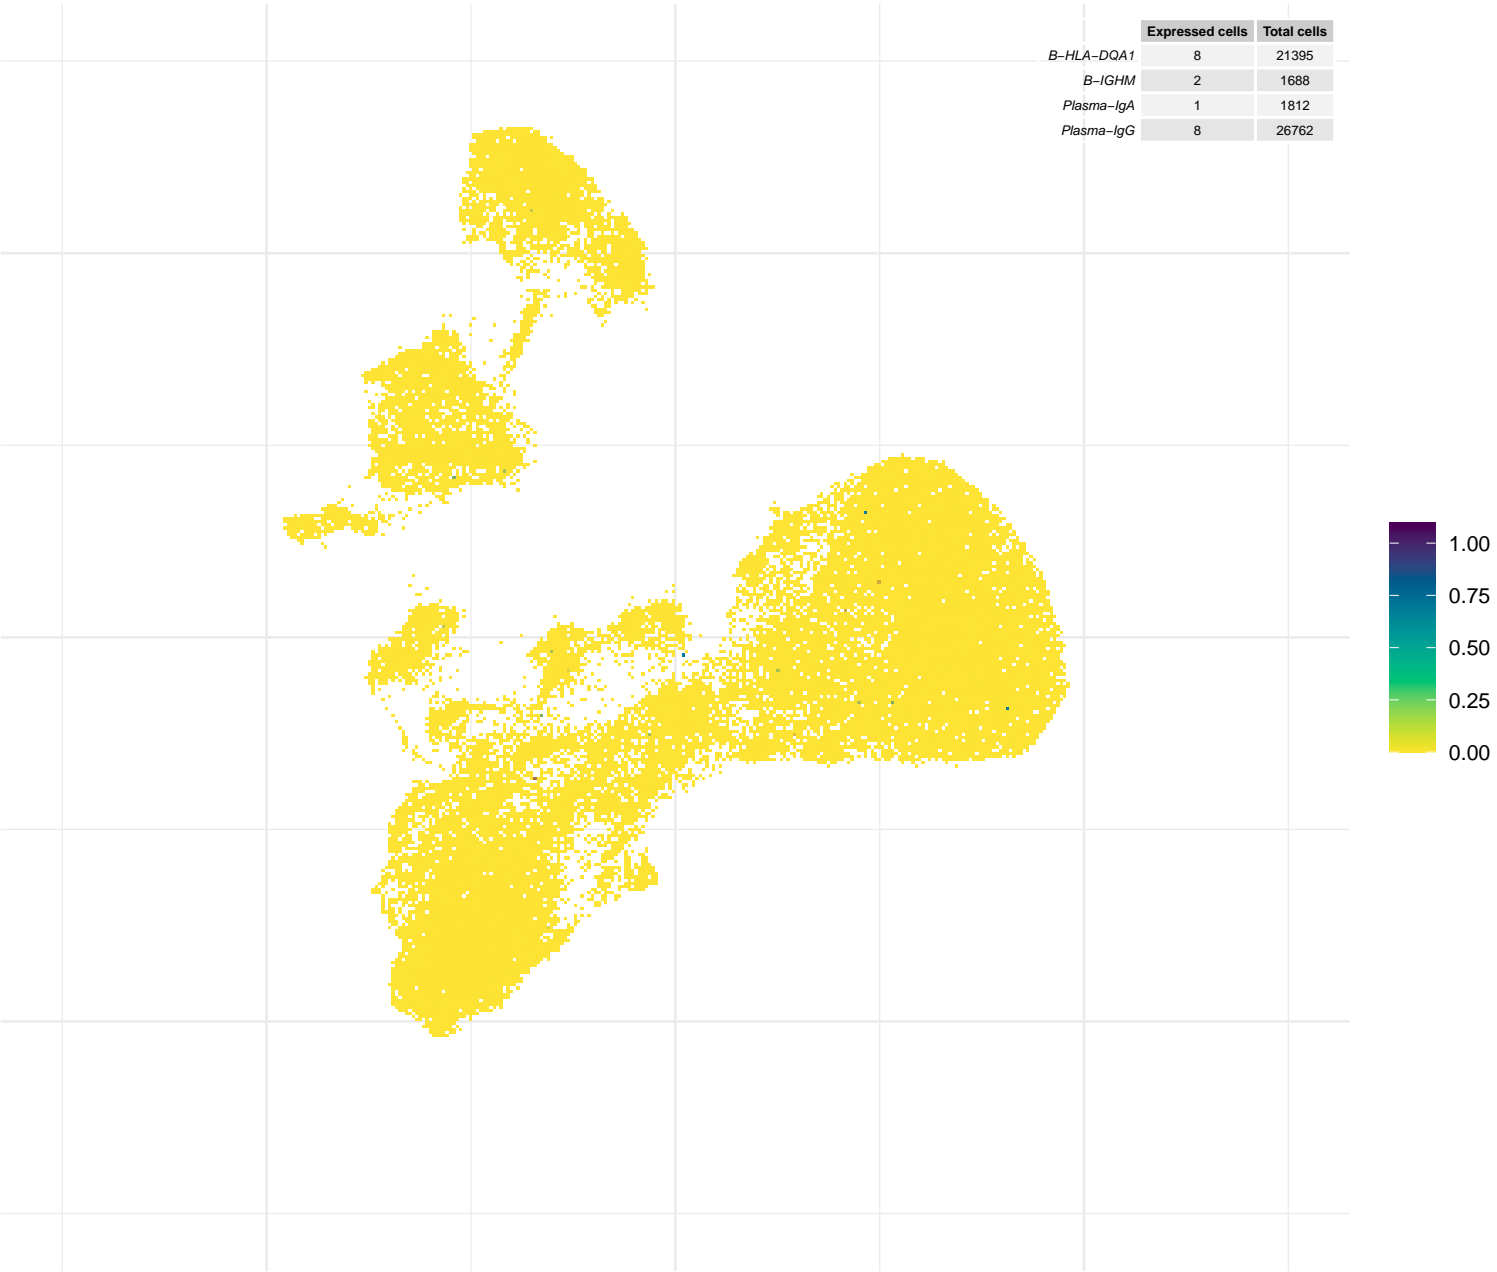 Expressed cells Total cells
B−HLA−DQA1 8 21395
B−IGHM 2 1688
Plasma−IgA 1 1812
Plasma−IgG 8 26762
1.00
0.75
0.50
0.25
0.00